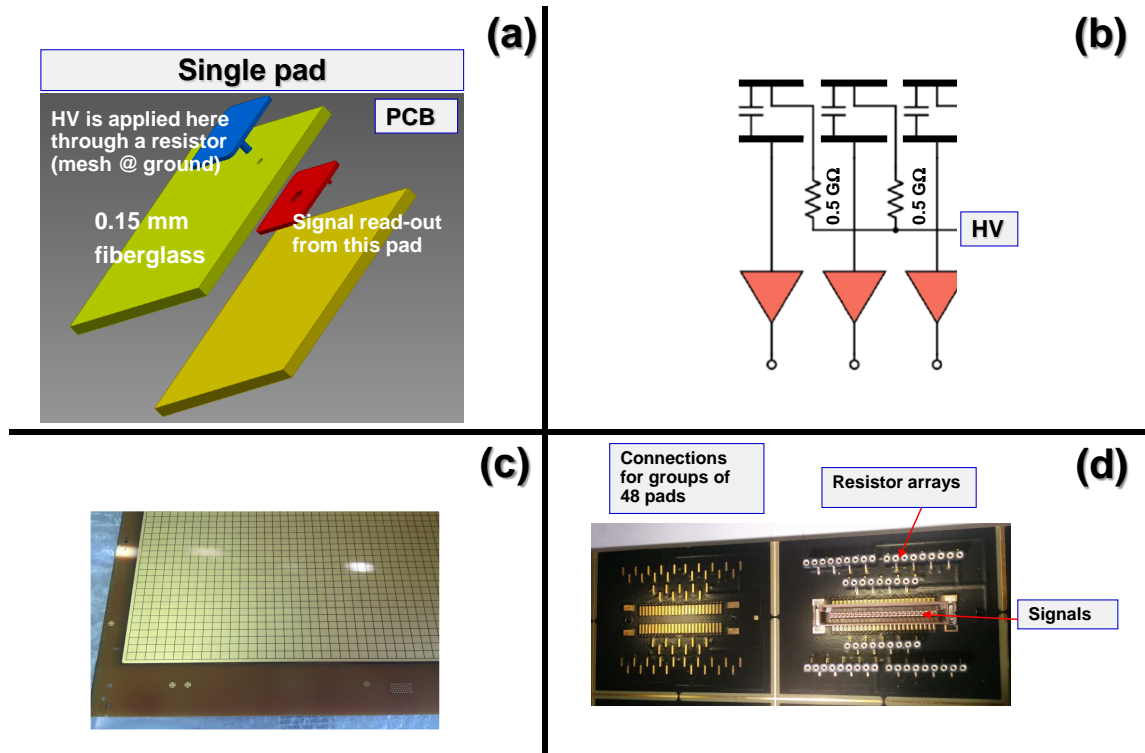 (a)
Single pad
HV is applied here
through a resistor
(mesh @ ground)
PCB
0.15 mm
fiberglass
Signal read-out
from this pad
(b)
0.5 GΩ
0.5 GΩ
HV
(c)
(d)
Connections
for groups of
48 pads
Resistor arrays
Signals